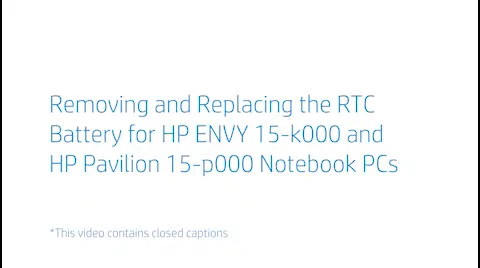 Removing and Replacing the RTC
Battery for HP ENVY 15-k000 and
HP Pavilion 15-p000 Notebook PCs
*This video contains closed captions